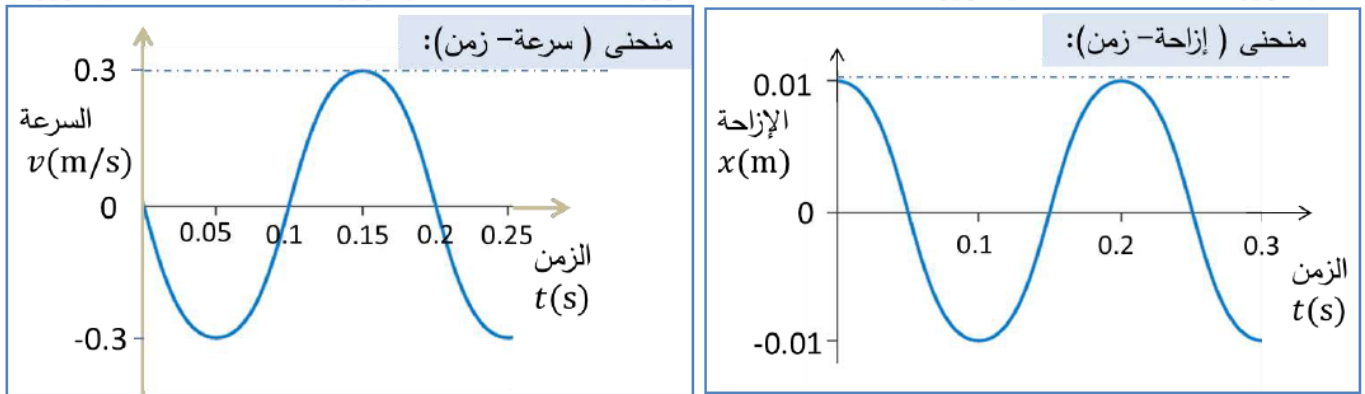 منحنى ( إزاحة– زمن):
0.01
الإزاحة
x(m)
0
0.1
0.2
0.3
الزمن
t(s)
-0.01
منحنى ( سرعة– زمن):
0.3
السرعة
v(m/s)
0
0.05
0.1
0.15
0.2
0.25
الزمن
t(s)
-0.3